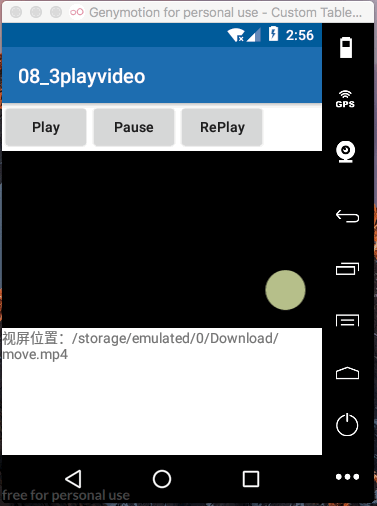 Genymotion for personal use - Custom Table...
2:56
08_3playvideo
GPS
Play
Pause
RePlay
视屏位置：/storage/emulated/0/Download/
move.mp4
free for personal use